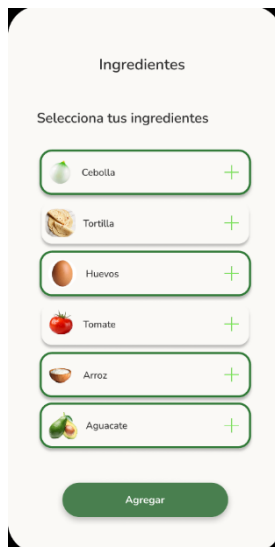 Ingredientes
Selecciona tus ingredientes
Cebolla
Tortilla
Huevos
Tomate
Arroz
Aguacate
Agregar